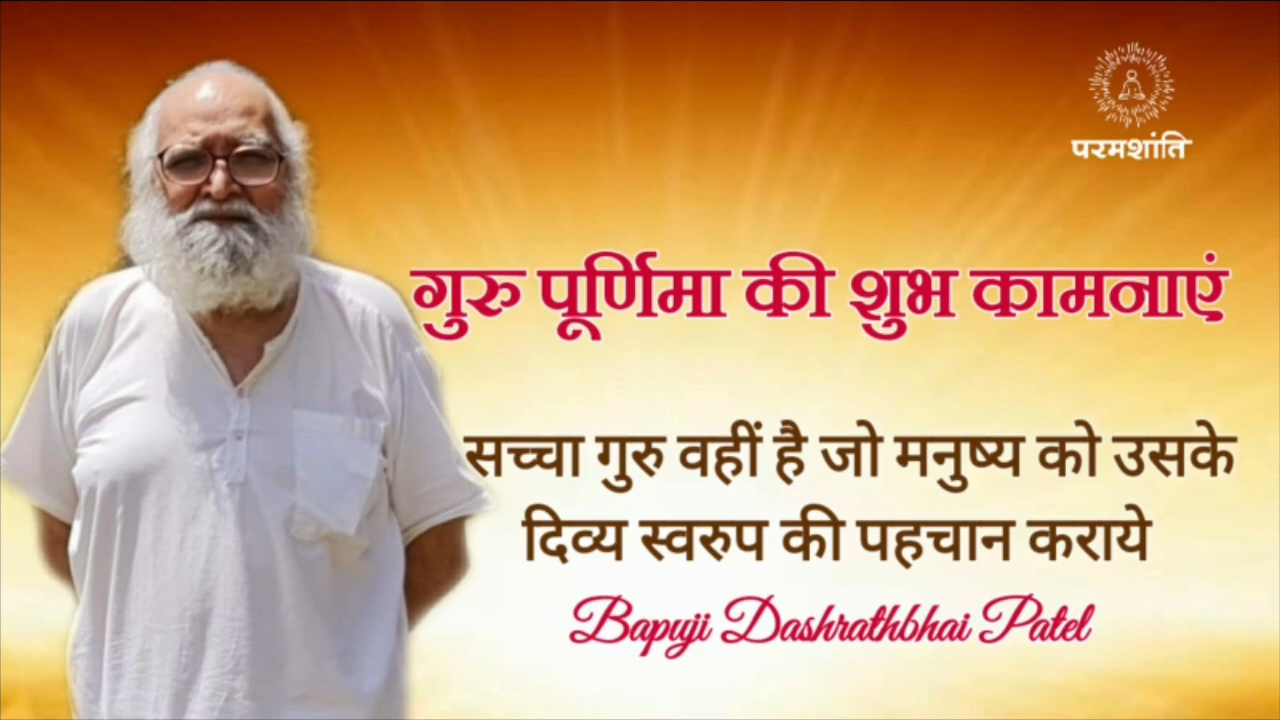 परमशांति
गुरु पूर्णिमा की शुभ कामनाएं
सच्चा गुरु वहीं है जो मनुष्य को उसके
दिव्य स्वरुप की पहचान कराये
Bapuji Dashrathbhai Patel